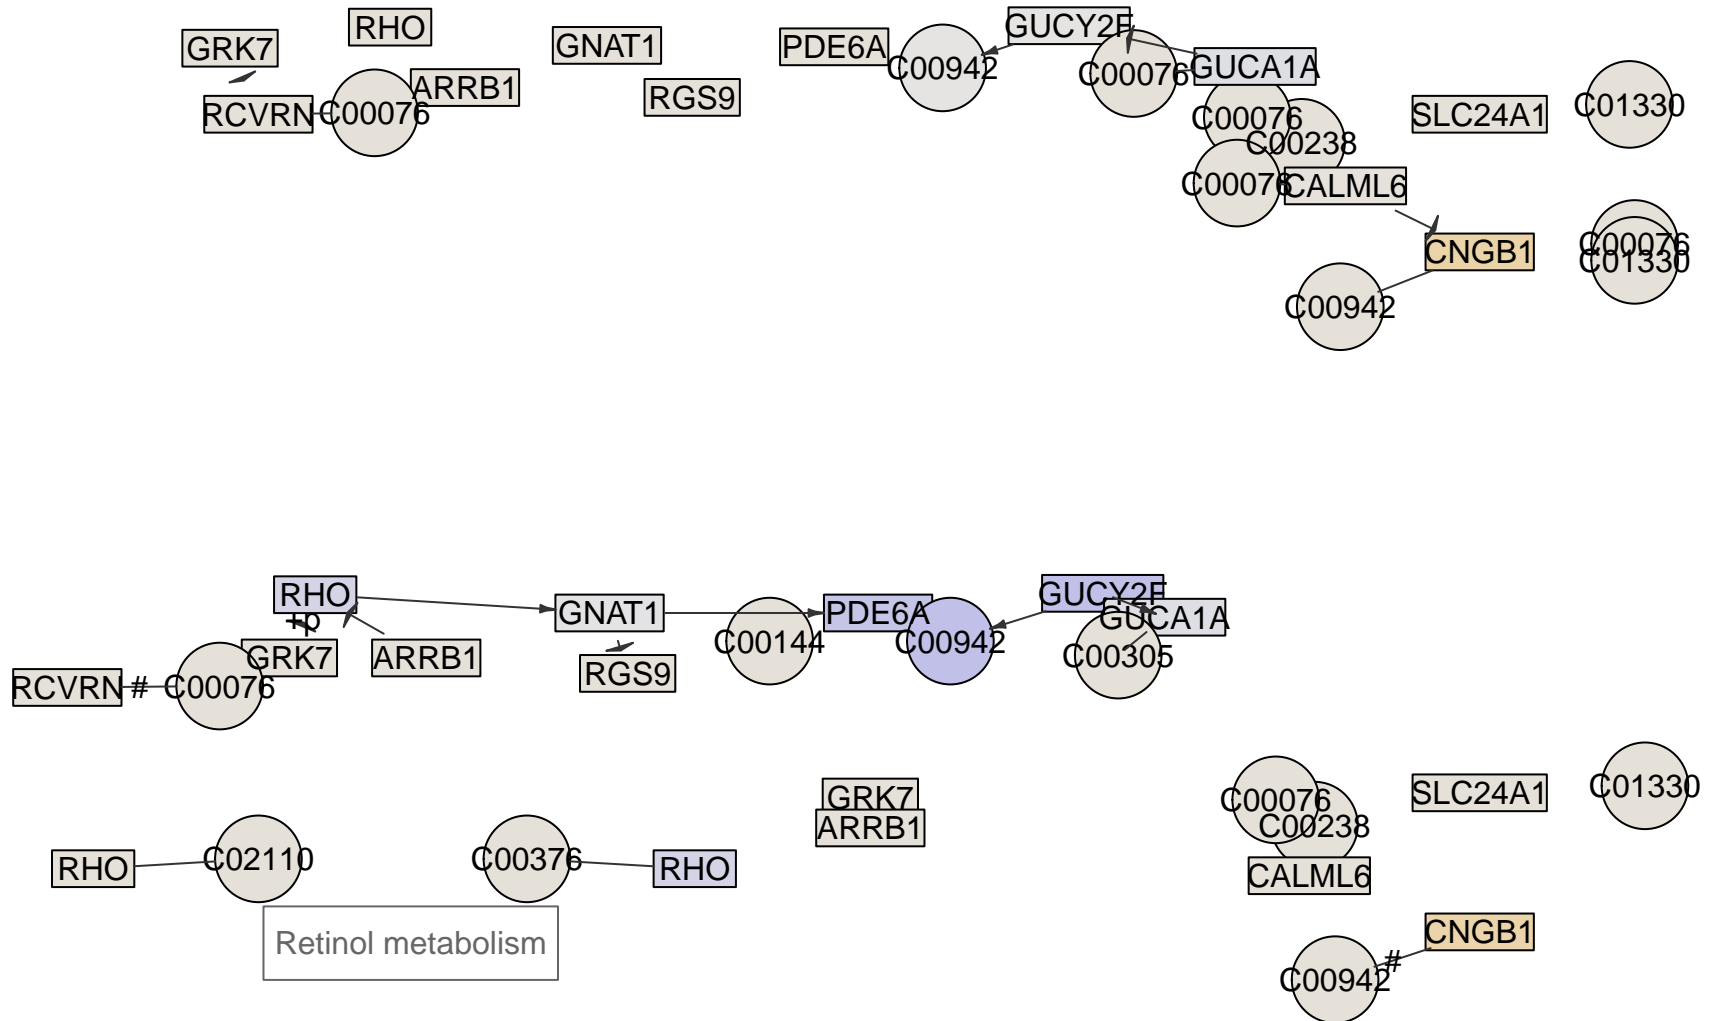 RHO
GRK7
GNAT1
PDE6A
GUCY2F
C00942
C00076
GUCA1A
ARRB1
RGS9
RCVRN
C00076
C00076
C00238
SLC24A1
C01330
C00076
CALML6
CNGB1
C00076
C01330
C00942
RHO
+p
GNAT1
PDE6A
GUCY2F
GUCA1A
C00144
C00942
C00305
GRK7
ARRB1
RGS9
RCVRN
#
C00076
GRK7
ARRB1
C00076
C00238
SLC24A1
C01330
RHO
C02110
C00376
RHO
CALML6
Retinol metabolism
CNGB1
#
C00942